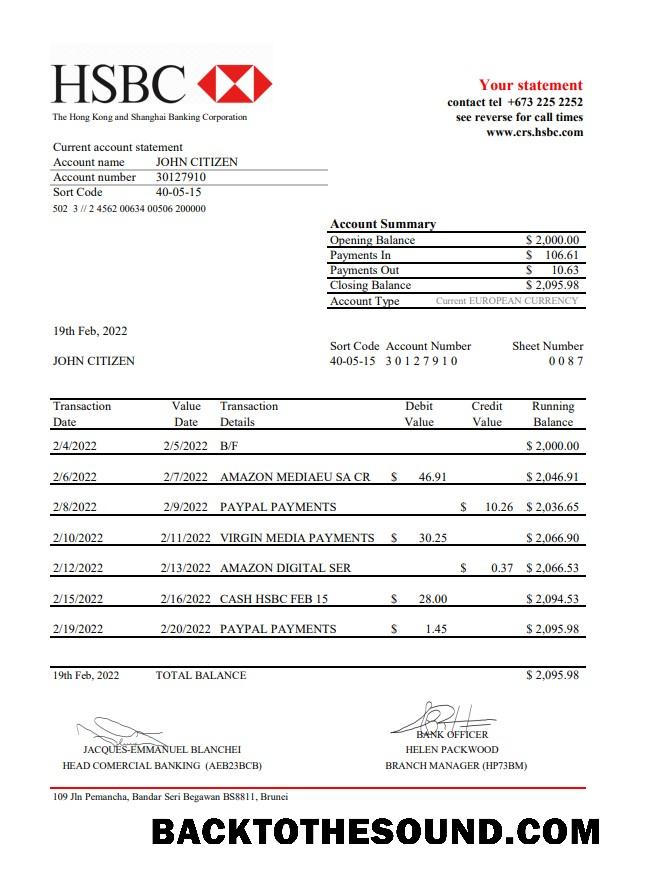 HSBC
The Hong Kong and Shanghai Banking Corporation
Your statement
contact tel +673 225 2252
see reverse for call times
www.crs.hsbc.com
Current account statement
Account name JOHN CITIZEN
Account number 30127910
Sort Code 40-05-15
502 3 // 2 4562 00634 00506 200000
Account Summary
Opening Balance $ 2,000.00
Payments In $ 106.61
Payments Out $ 10.63
Closing Balance $ 2,095.98
Account Type Current EUROPEAN CURRENCY
19th Feb, 2022
Sort Code Account Number Sheet Number
JOHN CITIZEN 40-05-15 3 0 1 2 7 9 1 0 0 0 8 7
Transaction Value Transaction Debit Credit Running
Date Date Details Value Value Balance
2/4/2022 2/5/2022 B/F $ 2,000.00
2/6/2022 2/7/2022 AMAZON MEDIAEU SA CR $ 46.91 $ 2,046.91
2/8/2022 2/9/2022 PAYPAL PAYMENTS $ 10.26 $ 2,036.65
2/10/2022 2/11/2022 VIRGIN MEDIA PAYMENTS $ 30.25 $ 2,066.90
2/12/2022 2/13/2022 AMAZON DIGITAL SER $ 0.37 $ 2,066.53
2/15/2022 2/16/2022 CASH HSBC FEB 15 $ 28.00 $ 2,094.53
2/19/2022 2/20/2022 PAYPAL PAYMENTS $ 1.45 $ 2,095.98
19th Feb, 2022 TOTAL BALANCE $ 2,095.98
BANK OFFICER
JACQUES-EMMANUEL BLANCHEI HELEN PACKWOOD
HEAD COMERCIAL BANKING (AEB23BCB) BRANCH MANAGER (HP73BM)
109 Jln Pemancha, Bandar Seri Begawan BS8811, Brunei
BACKTOTHESOUND.COM